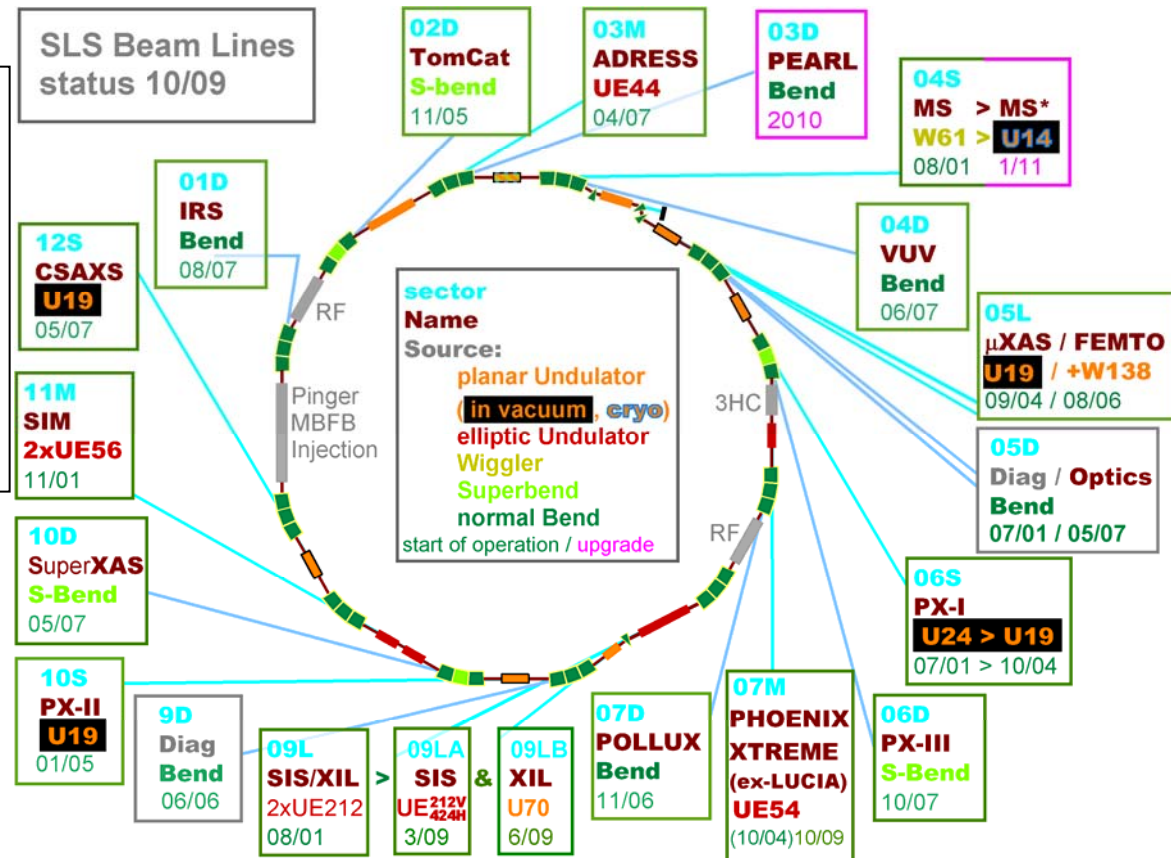 SLS Beam Lines
status 10/09
02D
TomCat
S-bend
11/05
03M
ADRESS
UE44
04/07
03D
PEARL
Bend
2010
04S
MS > MS*
W61 > U14
08/01 1/11
01D
IRS
Bend
08/07
12S
CSAXS
U19
05/07
04D
VUV
Bend
06/07
RF
sector
Name
Source:
planar Undulator
(in vacuum, cryo)
elliptic Undulator
Wiggler
Superbend
normal Bend
start of operation / upgrade
05L
µXAS / FEMTO
U19 / +W138
09/04 / 08/06
11M
SIM
2xUE56
11/01
Pinger
MBFB
Injection
3HC
05D
Diag / Optics
Bend
07/01 / 05/07
10D
SuperXAS
S-Bend
05/07
RF
06S
PX-I
U24 > U19
07/01 > 10/04
10S
PX-II
U19
01/05
9D
Diag
Bend
06/06
09L
SIS/XIL
2xUE212
08/01
>
09LA
SIS
UE 212V
424H
3/09
&
09LB
XIL
U70
6/09
07D
POLLUX
Bend
11/06
07M
PHOENIX
XTREME
(ex-LUCIA)
UE54
(10/04)10/09
06D
PX-III
S-Bend
10/07